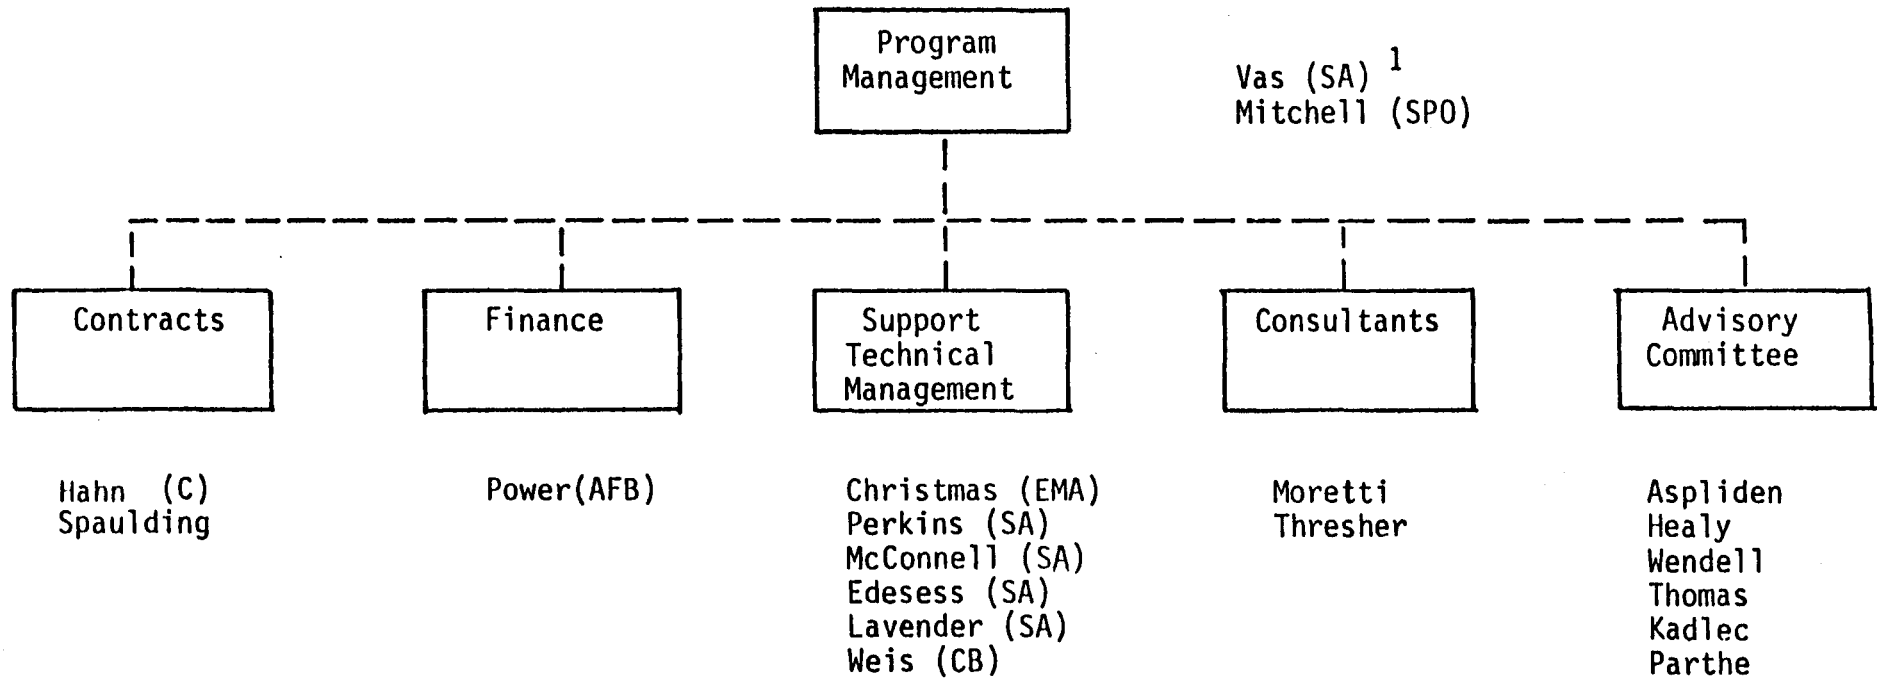 Program
Management
Vas (SA) 1
Mitchell (SPO)
Contracts
Finance
Support
Technical
Management
Consultants
Advisory
Committee
Hahn (C)
Spaulding
Power(AFB)
Christmas (EMA)
Perkins (SA)
McConnell (SA)
Edesess (SA)
Lavender (SA)
Weis (CB)
Moretti
Thresher
Aspliden
Healy
Wendell
Thomas
Kadlec
Parthe